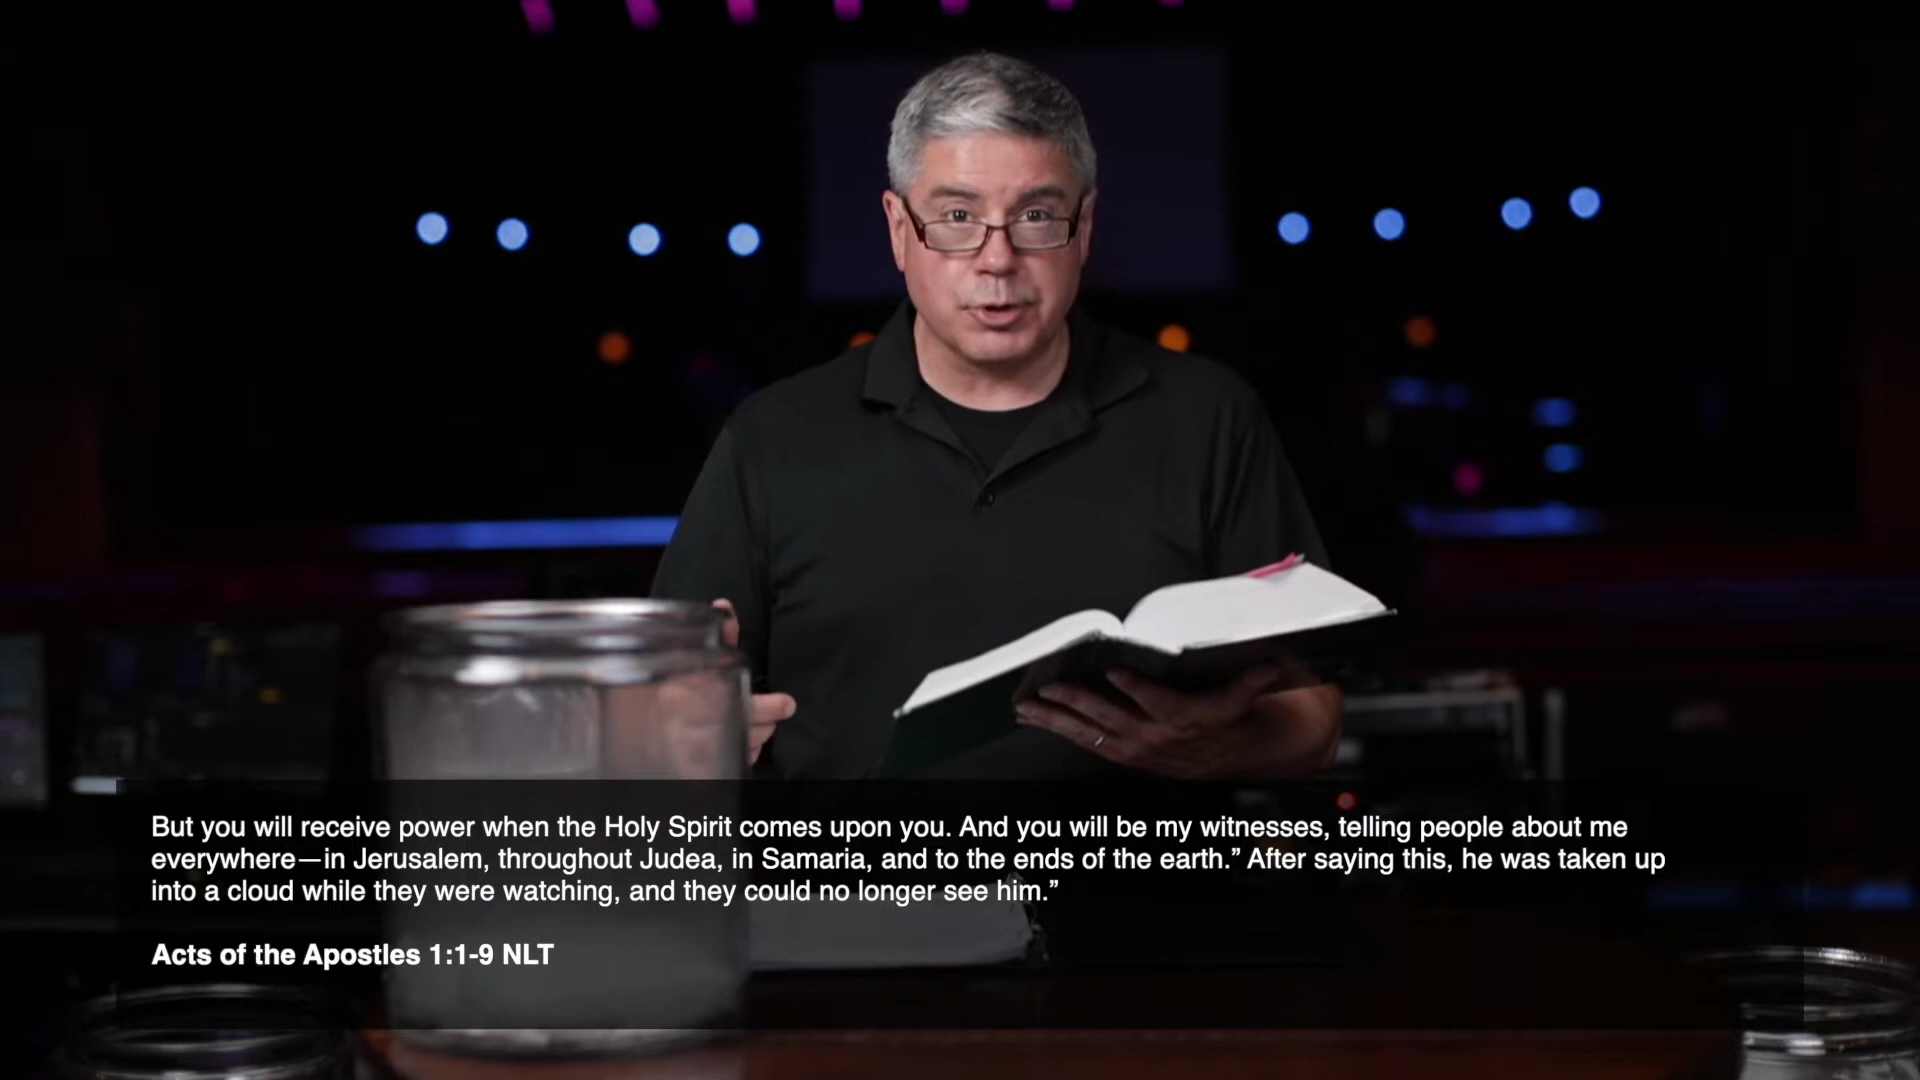 But you will receive power when the Holy Spirit comes upon you. And you will be my witnesses, telling people about me
everywhere—in Jerusalem, throughout Judea, in Samaria, and to the ends of the earth.” After saying this, he was taken up
into a cloud while they were watching, and they could no longer see him.”
Acts of the Apostles 1:1-9 NLT